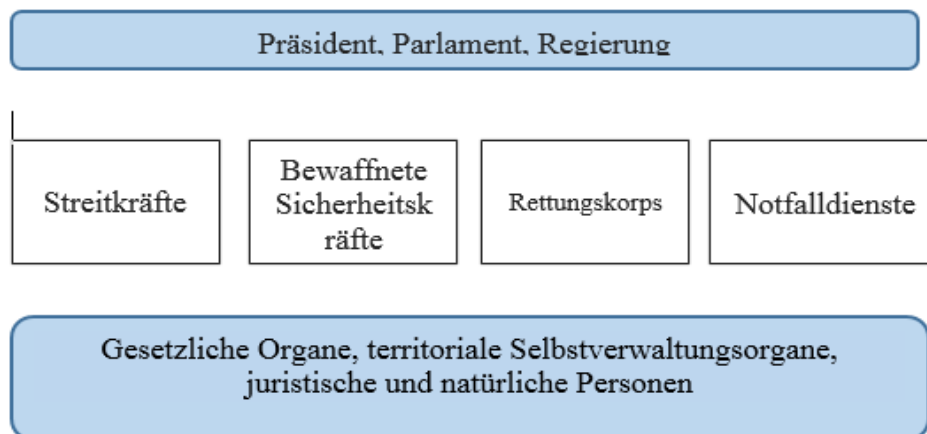 Präsident, Parlament, Regierung
Streitkräfte
Bewaffnete
Sicherheitsk
räfte
Rettungskorps
Notfalldienste
Gesetzliche Organe, territoriale Selbstverwaltungsorgane,
juristische und natürliche Personen